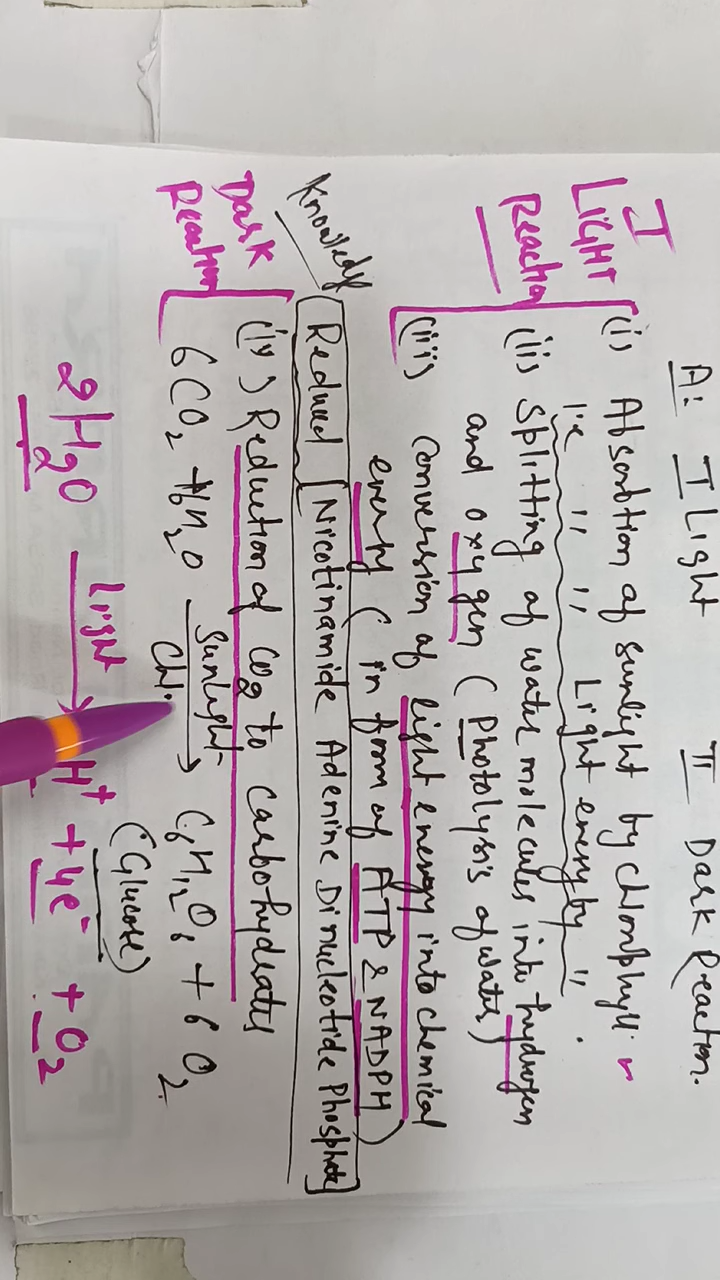 A: I Light II Dark Reaction.
I LIGHT Reaction
(i) Absorbtion of sunlight by chlorophyll.
i.e " " " Light energy by " .
(ii) Splitting of water molecules into hydrogen
and oxygen (Photolysis of water)
(iii) conversion of light energy into chemical
energy (in form of ATP & NADPH)
Knowledge
[Reduced [Nicotinamide Adenine Dinucleotide Phosphate]
Dark Reaction
(iv) Reduction of CO2 to carbohydrates
6CO2 + 6H2O Sunlight Chl. → C6H12O6 + 6O2
(Glucose)
2H2O Light → H+ + 4e- + O2